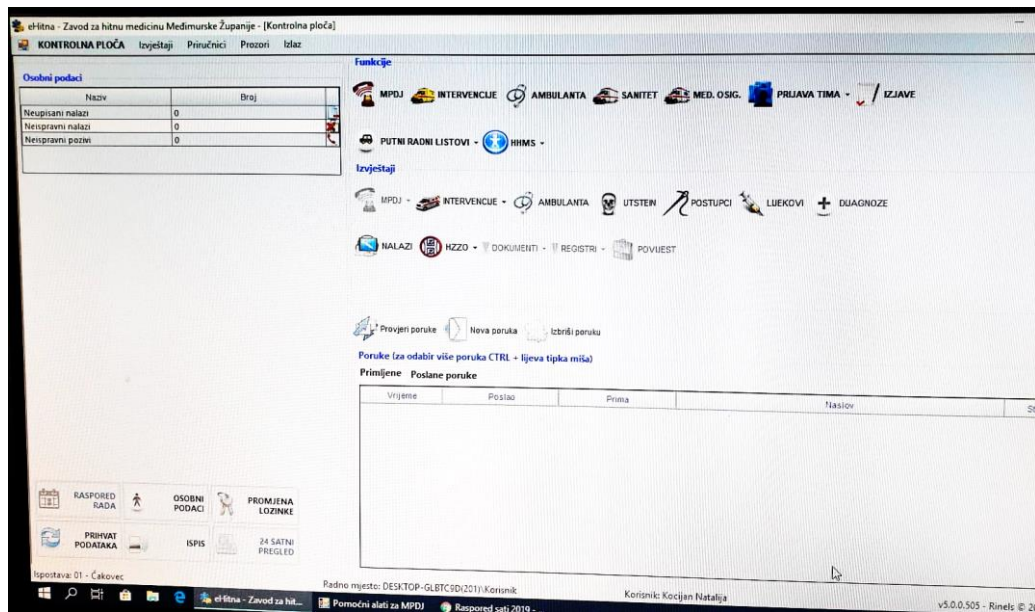 eHitna - Zavod za hitnu medicinu Međimurske Županije - [Kontrolna ploča]
KONTROLNA PLOČA Izvještaji Priručnici Prozori Izlaz
Funkcije
Osobni podaci
Naziv Broj
Neupisani nalazi 0
Neispravni nalazi 0
Neispravni pozivi 0
MPDJ INTERVENCIJE AMBULANTA SANITET MED. OSIG. PRIJAVA TIMA IZJAVE
PUTNI RADNI LISTOVI HHMS
Izvještaji
MPDJ INTERVENCIJE AMBULANTA UTSTEIN POSTUPCI LIJEKOVI DIJAGNOZE
NALAZI HZZO DOKUMENTI REGISTRI POVIJEST
Provjeri poruke Nova poruka Izbriši poruku
Poruke (za odabir više poruka CTRL + lijeva tipka miša)
Primljene Poslane poruke
Vrijeme Poslao Prima Naslov St
RASPORED RADA OSOBNI PODACI PROMJENA LOZINKE
PRIHVAT PODATAKA ISPIS 24 SATNI PREGLED
Ispostava: 01 - Čakovec
Radno mjesto: DESKTOP-GLBTC9D(201)\Korisnik Korisnik: Kocijan Natalija v5.0.0.505 - Rinels © 2
eHitna - Zavod za hit... Pomoćni alati za MPDJ Raspored sati 2019 -